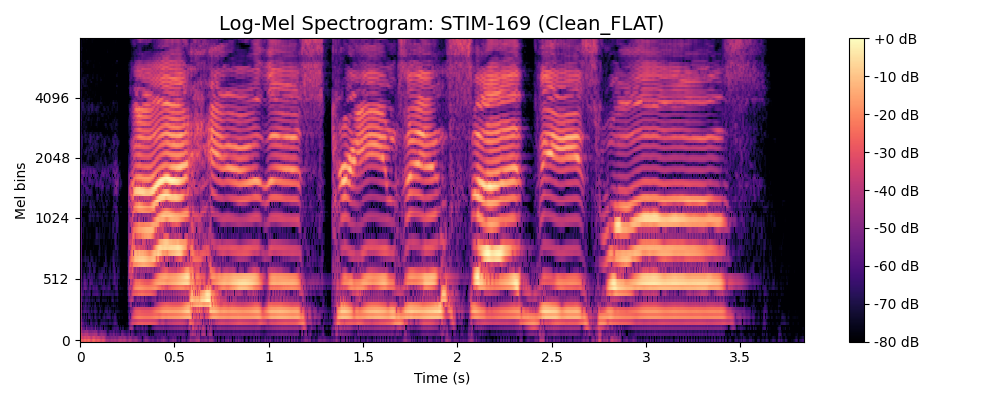 Log-Mel Spectrogram: STIM-169 (Clean_FLAT)
Mel bins
4096
2048
1024
512
0
0
0.5
1
1.5
2
2.5
3
3.5
Time (s)
+0 dB
-10 dB
-20 dB
-30 dB
-40 dB
-50 dB
-60 dB
-70 dB
-80 dB